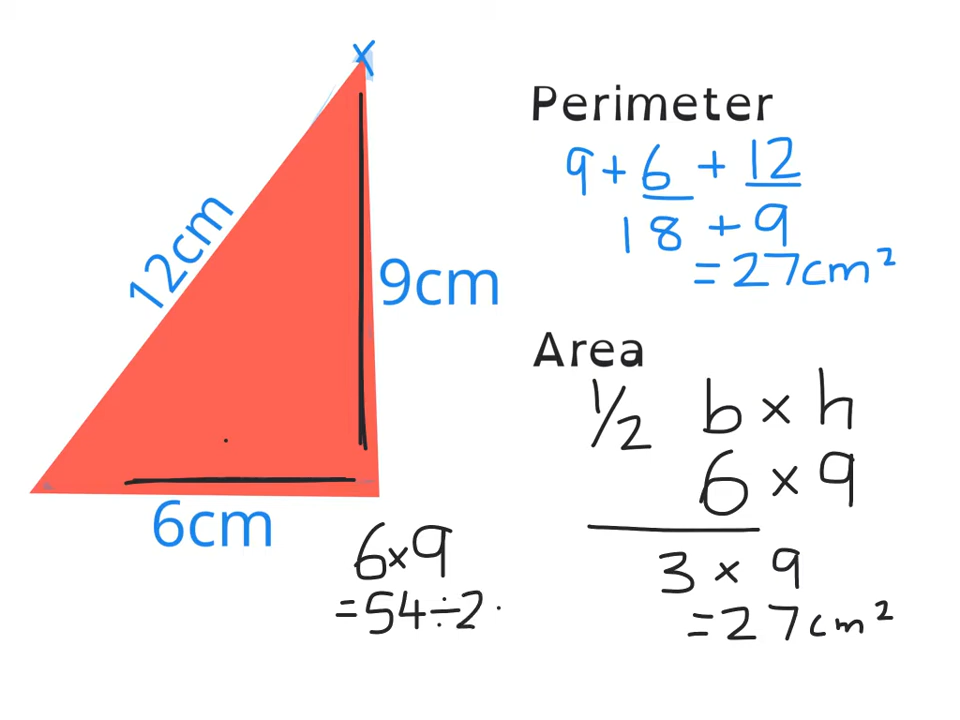 x
12cm
9cm
6cm
Perimeter
9 + 6 + 12
18 + 9
= 27cm²
Area
1/2 b × h
6 × 9
3 × 9
= 27cm²
6×9
= 54 ÷ 2